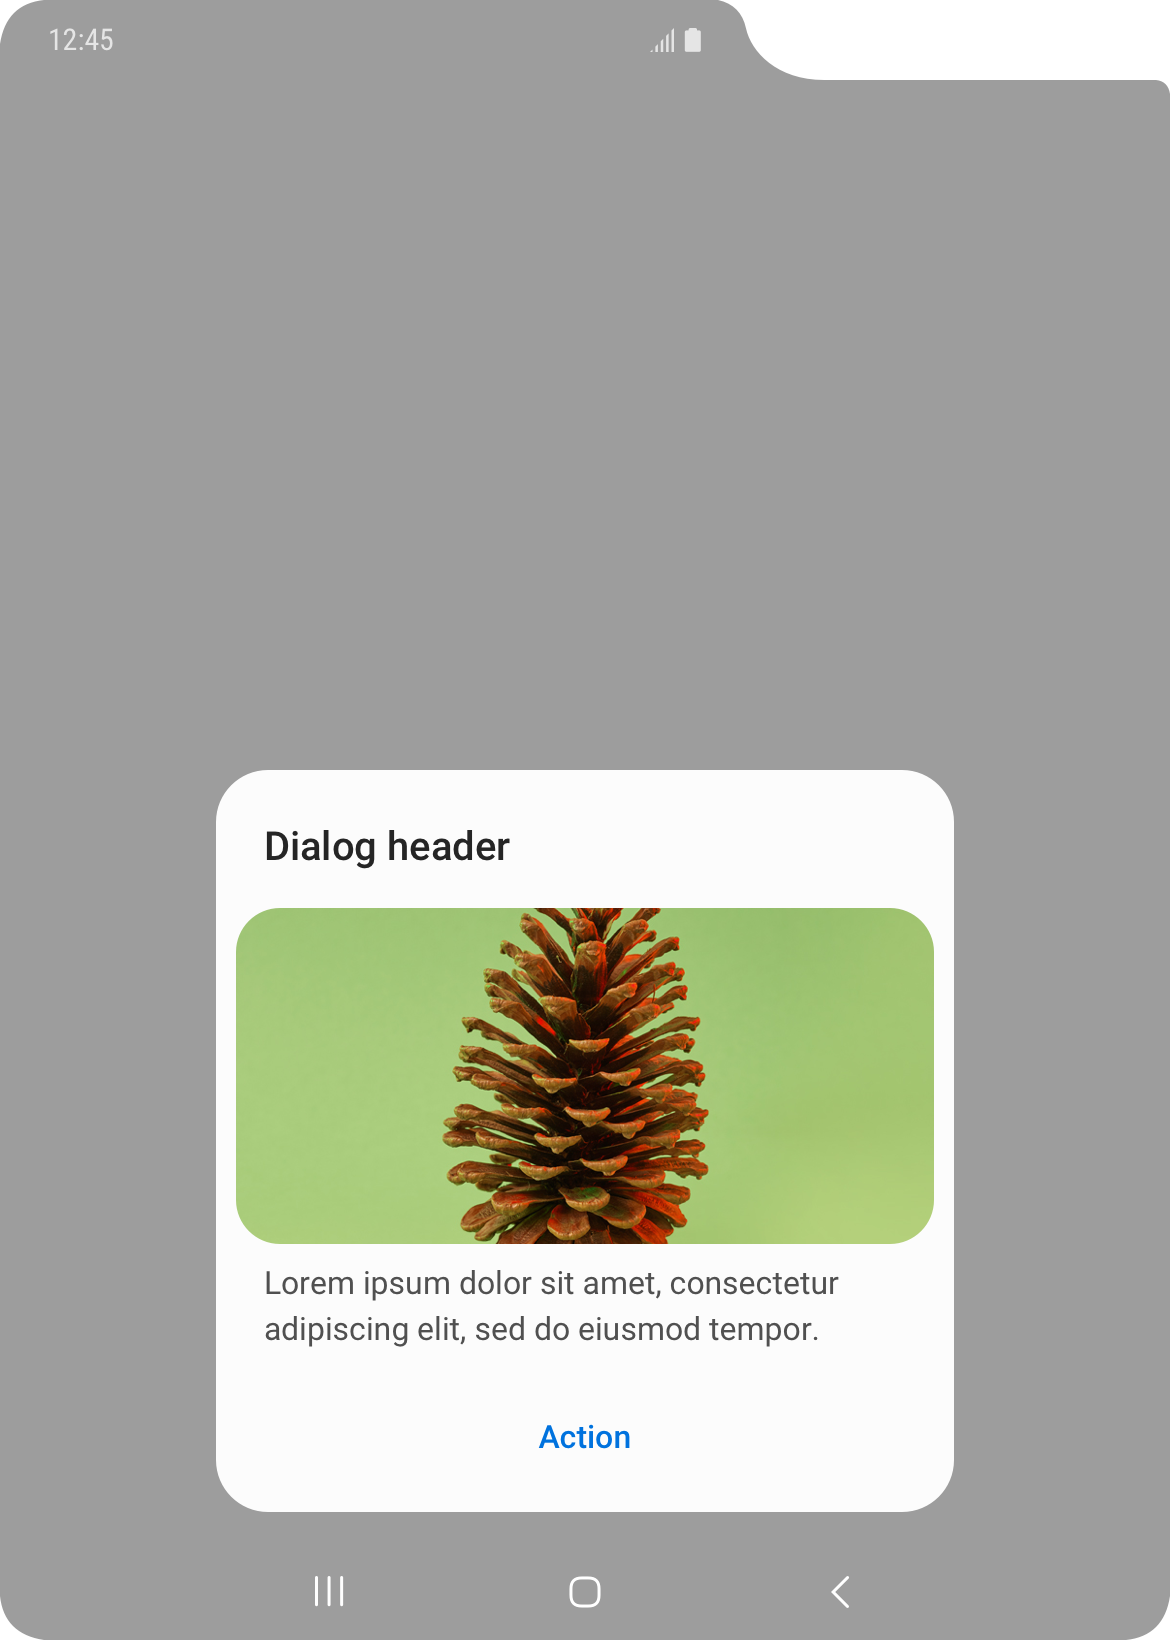 12:45
Dialog header
Lorem ipsum dolor sit amet, consectetur
adipiscing elit, sed do eiusmod tempor.
Action